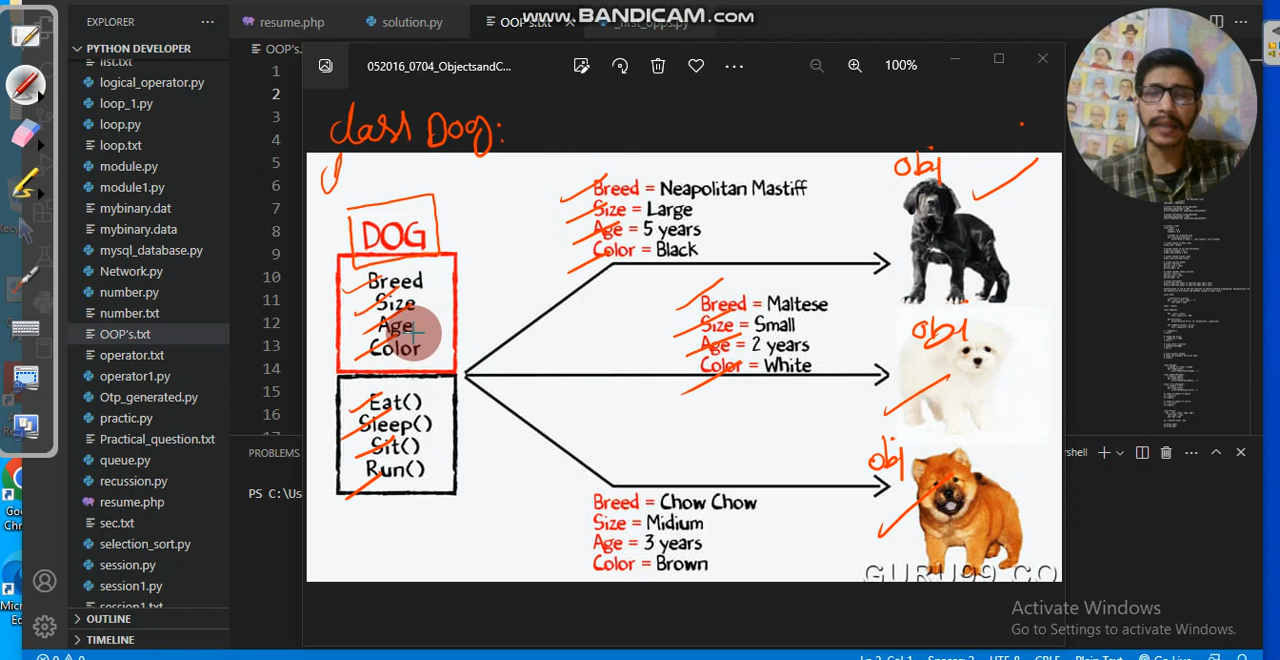 www.BANDICAM.com
EXPLORER
resume.php
solution.py
OOP's.txt
PYTHON DEVELOPER
list.txt
logical_operator.py
loop_1.py
loop.py
loop.txt
module.py
module1.py
mybinary.dat
mybinary.data
mysql_database.py
Network.py
number.py
number.txt
OOP's.txt
operator.txt
operator1.py
Otp_generated.py
practic.py
Practical_question.txt
queue.py
recussion.py
resume.php
sec.txt
selection_sort.py
session.py
session1.py
session1.txt
OUTLINE
TIMELINE
OOP's.
1
2
3
4
5
6
7
8
9
10
11
12
13
14
15
16
17
052016_0704_ObjectsandC...
100%
class Dog:
DOG
Breed
Size
Age
Color
Eat()
Sleep()
Sit()
Run()
Breed = Neapolitan Mastiff
Size = Large
Age = 5 years
Color = Black
obj
Breed = Maltese
Size = Small
Age = 2 years
Color = White
obj
Breed = Chow Chow
Size = Midium
Age = 3 years
Color = Brown
obj
GURU99.CO
PROBLEMS
PS C:\Us
Activate Windows
Go to Settings to activate Windows.